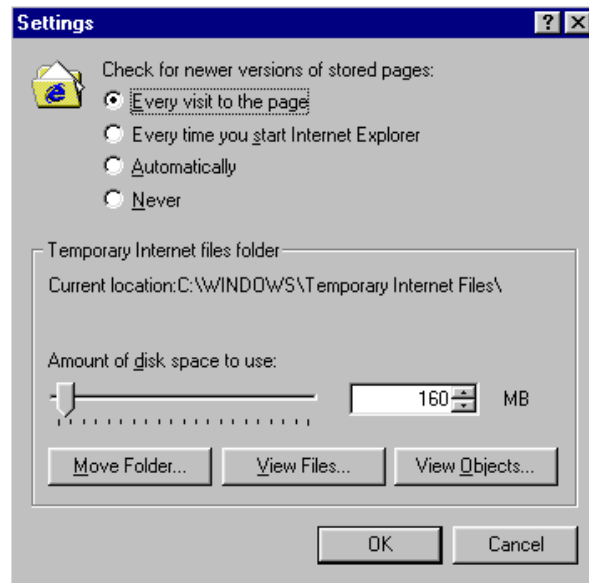 Settings
Check for newer versions of stored pages:
Every visit to the page
Every time you start Internet Explorer
Automatically
Never
Temporary Internet files folder
Current location:C:\WINDOWS\Temporary Internet Files\
Amount of disk space to use:
160 MB
Move Folder... View Files... View Objects...
OK Cancel